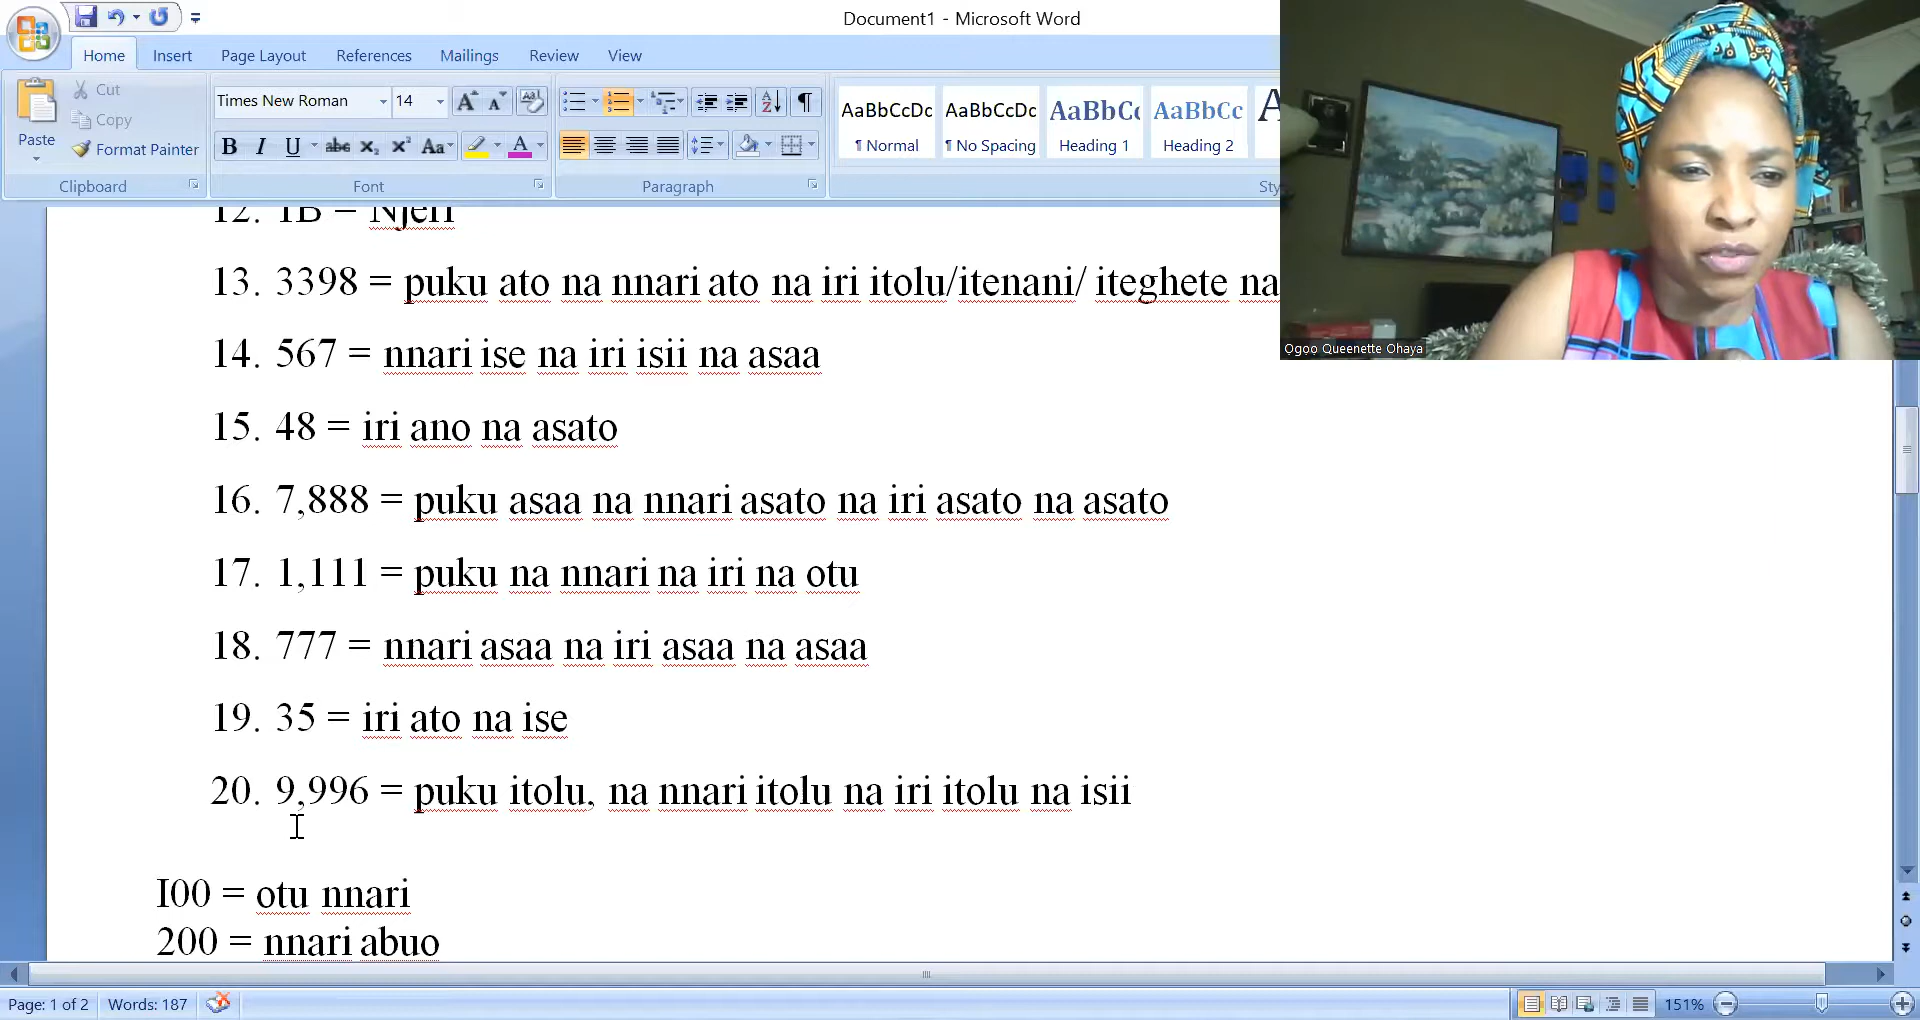 Document1 - Microsoft Word
Home Insert Page Layout References Mailings Review View
Paste
Cut
Copy
Format Painter
Clipboard
Times New Roman 14
Font
Paragraph
AaBbCcDc AaBbCcDc AaBbC AaBbCc
¶ Normal ¶ No Spacing Heading 1 Heading 2
12. 1B = Njeri
13. 3398 = puku ato na nnari ato na iri itolu/itenani/ iteghete na
14. 567 = nnari ise na iri isii na asaa
15. 48 = iri ano na asato
16. 7,888 = puku asaa na nnari asato na iri asato na asato
17. 1,111 = puku na nnari na iri na otu
18. 777 = nnari asaa na iri asaa na asaa
19. 35 = iri ato na ise
20. 9,996 = puku itolu, na nnari itolu na iri itolu na isii
I00 = otu nnari
200 = nnari abuo
Ogoo Queenette Ohaya
Page: 1 of 2 Words: 187
151%